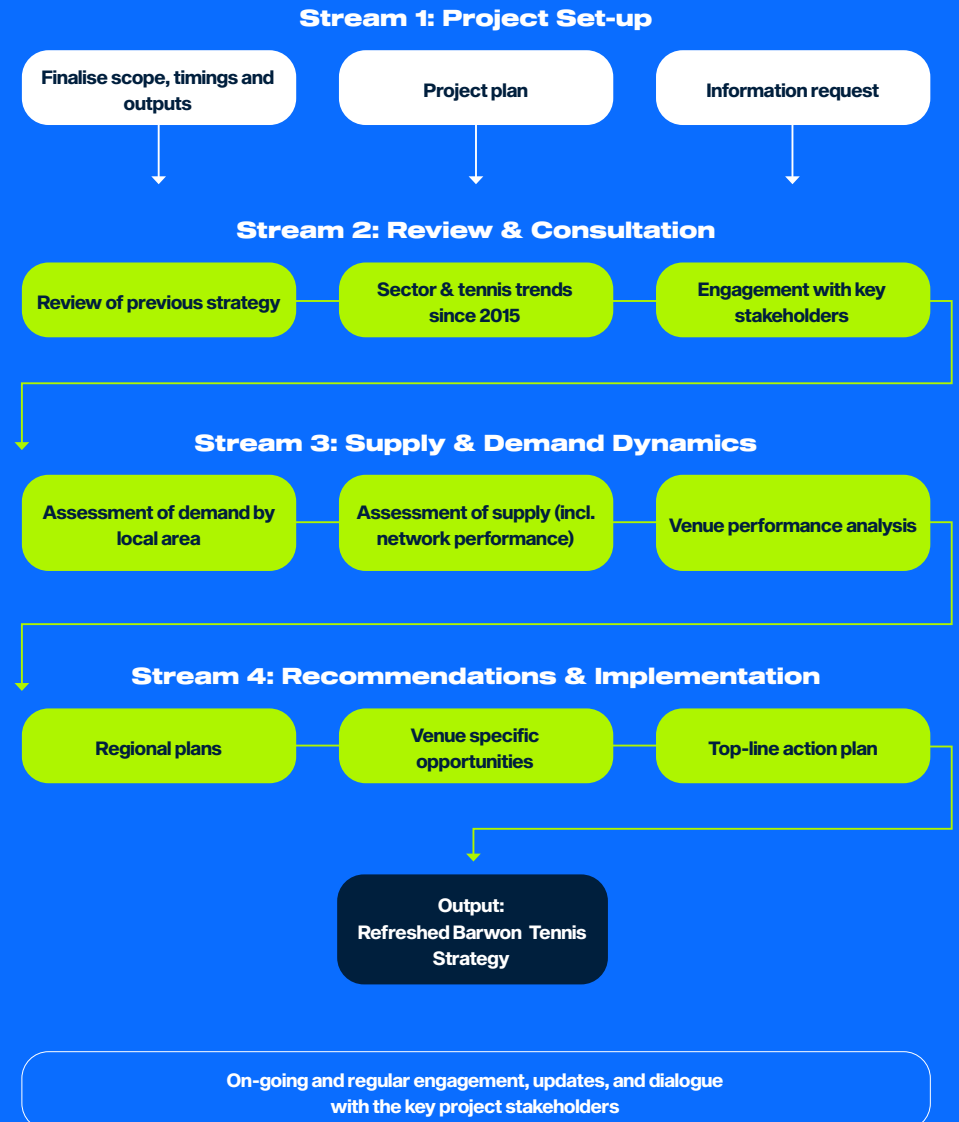 Stream 1: Project Set-up
Finalise scope, timings and
outputs
Project plan
Information request
Stream 2: Review & Consultation
Review of previous strategy
Sector & tennis trends
since 2015
Engagement with key
stakeholders
Stream 3: Supply & Demand Dynamics
Assessment of demand by
local area
Assessment of supply (incl.
network performance)
Venue performance analysis
Stream 4: Recommendations & Implementation
Regional plans
Venue specific
opportunities
Top-line action plan
Output:
Refreshed Barwon Tennis
Strategy
On-going and regular engagement, updates, and dialogue
with the key project stakeholders